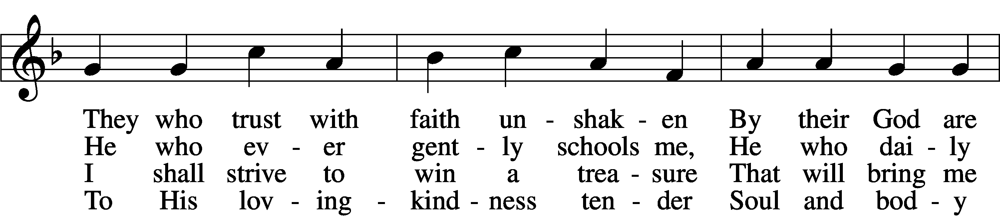 They who trust with faith un - shak - en By their God are
He who ev - er gent - ly schools me, He who dai - ly
I shall strive to win a trea - sure That will bring me
To His lov - ing - kind - ness ten - der Soul and bod - y